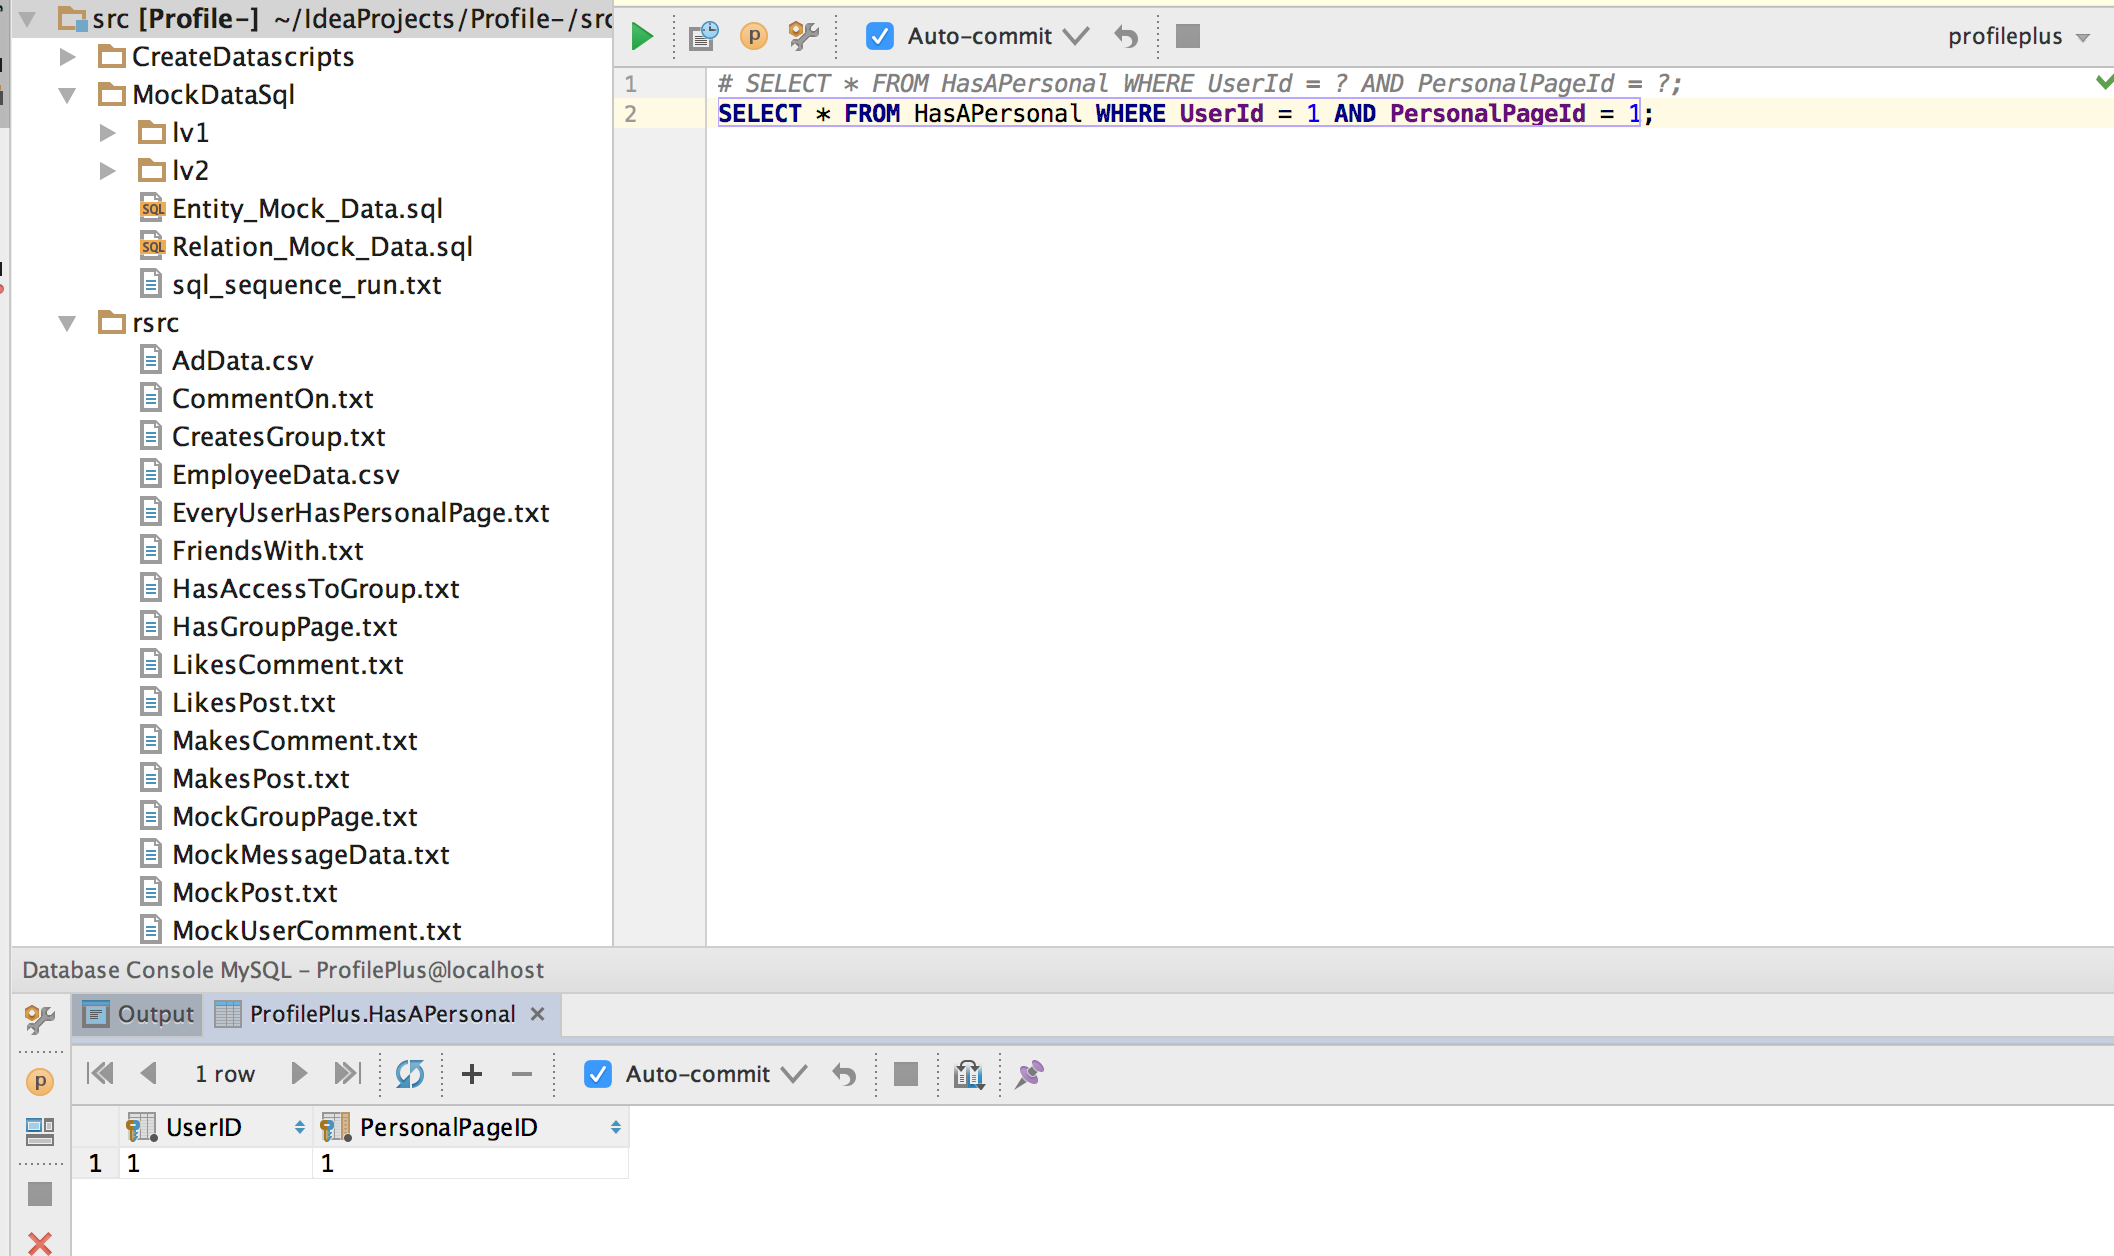 src [Profile-] ~/IdeaProjects/Profile-/src
CreateDatascripts
MockDataSql
lv1
lv2
Entity_Mock_Data.sql
Relation_Mock_Data.sql
sql_sequence_run.txt
rsrc
AdData.csv
CommentOn.txt
CreatesGroup.txt
EmployeeData.csv
EveryUserHasPersonalPage.txt
FriendsWith.txt
HasAccessToGroup.txt
HasGroupPage.txt
LikesComment.txt
LikesPost.txt
MakesComment.txt
MakesPost.txt
MockGroupPage.txt
MockMessageData.txt
MockPost.txt
MockUserComment.txt
Auto-commit profileplus
1 # SELECT * FROM HasAPersonal WHERE UserId = ? AND PersonalPageId = ?;
2 SELECT * FROM HasAPersonal WHERE UserId = 1 AND PersonalPageId = 1;
Database Console MySQL – ProfilePlus@localhost
Output ProfilePlus.HasAPersonal
1 row Auto-commit
UserID PersonalPageID
1 1 1